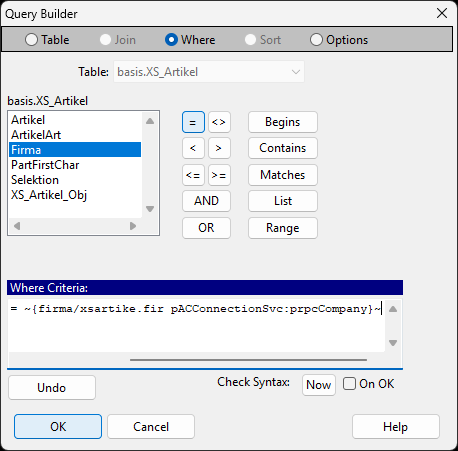 Query Builder
Table Join Where Sort Options
Table: basis.XS_Artikel
basis.XS_Artikel
Artikel
ArtikelArt
Firma
PartFirstChar
Selektion
XS_Artikel_Obj
= <> Begins
< > Contains
<= >= Matches
AND List
OR Range
Where Criteria:
= ~{firma/xsartike.fir pACConnectionSvc:prpcCompany}~
Undo Check Syntax: Now On OK
OK Cancel Help